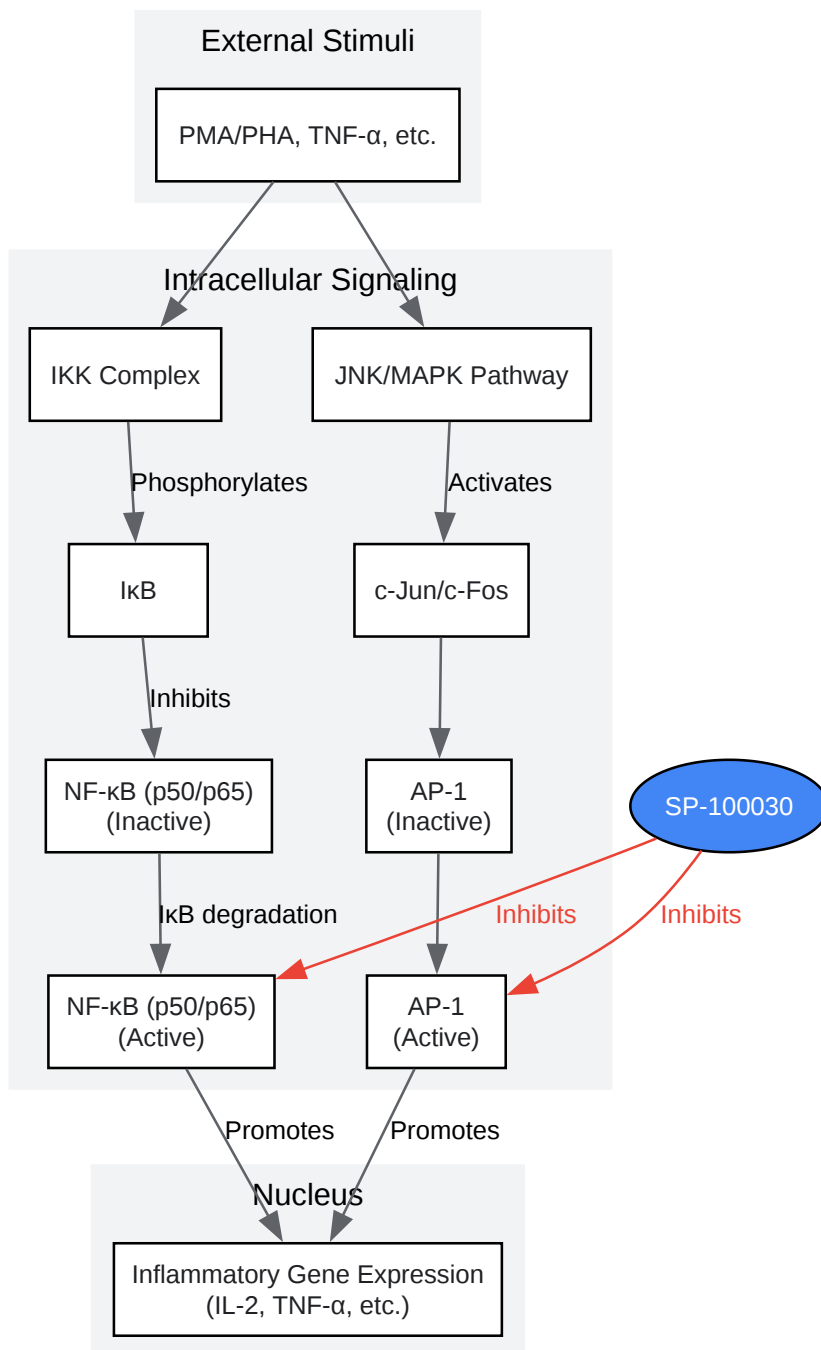 External Stimuli
PMA/PHA, TNF-α, etc.
Intracellular Signaling
IKK Complex
JNK/MAPK Pathway
Phosphorylates
Activates
IκB
c-Jun/c-Fos
Inhibits
NF-κB (p50/p65)
(Inactive)
AP-1
(Inactive)
SP-100030
IκB degradation
Inhibits
Inhibits
NF-κB (p50/p65)
(Active)
AP-1
(Active)
Promotes
Promotes
Nucleus
Inflammatory Gene Expression
(IL-2, TNF-α, etc.)